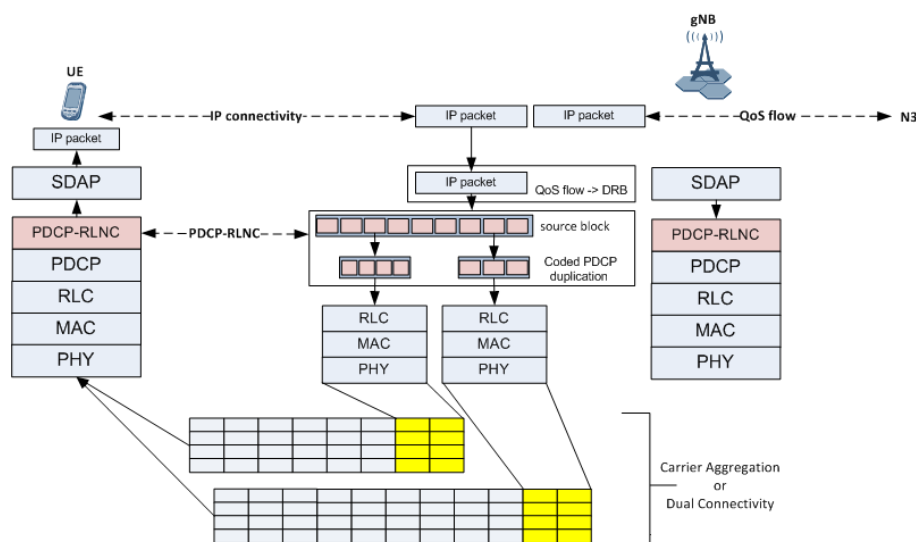 gNB
UE
IP connectivity
IP packet
IP packet
QoS flow
N3
IP packet
SDAP
IP packet
QoS flow -> DRB
SDAP
PDCP-RLNC
PDCP-RLNC
source block
PDCP-RLNC
PDCP
Coded PDCP
duplication
PDCP
RLC
RLC
RLC
RLC
MAC
MAC
MAC
MAC
PHY
PHY
PHY
PHY
Carrier Aggregation
or
Dual Connectivity